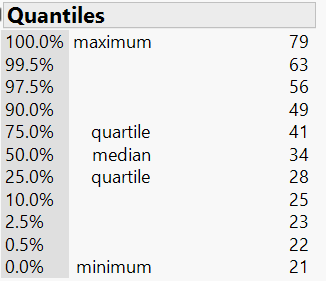 Quantiles
100.0% maximum 79
99.5% 63
97.5% 56
90.0% 49
75.0% quartile 41
50.0% median 34
25.0% quartile 28
10.0% 25
2.5% 23
0.5% 22
0.0% minimum 21